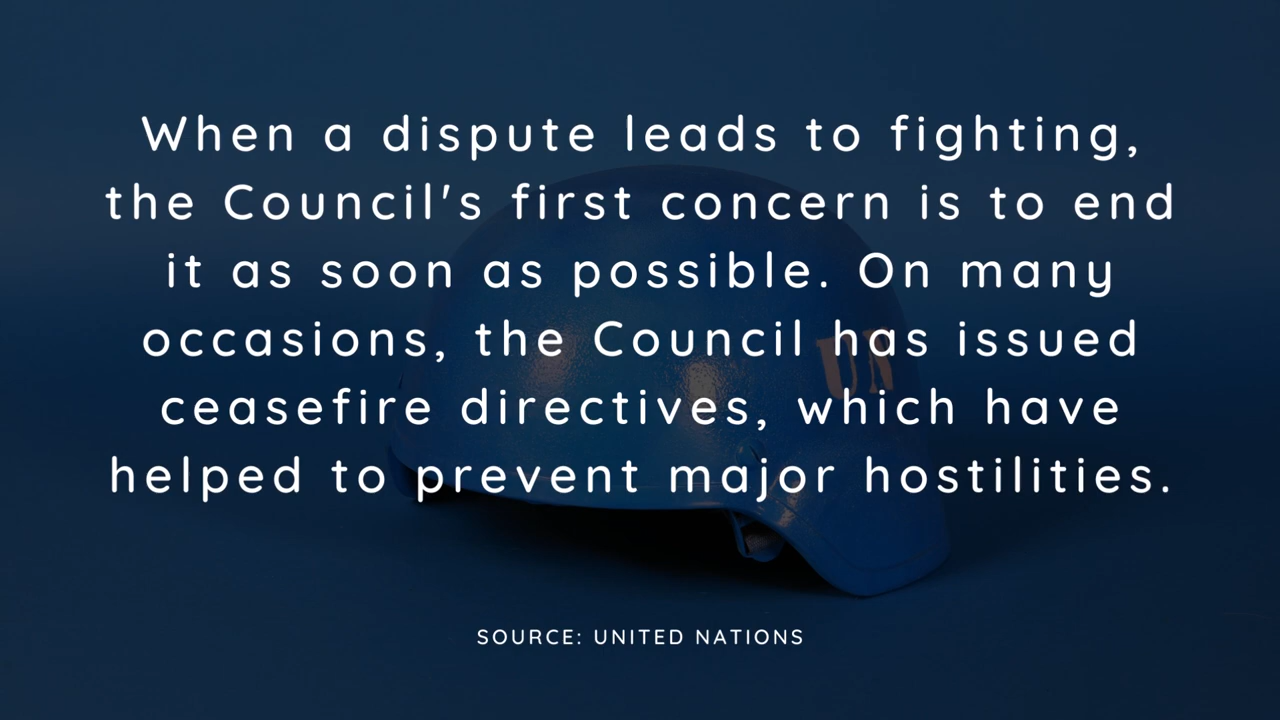 When a dispute leads to fighting,
the Council's first concern is to end
it as soon as possible. On many
occasions, the Council has issued
ceasefire directives, which have
helped to prevent major hostilities.
UN
SOURCE: UNITED NATIONS